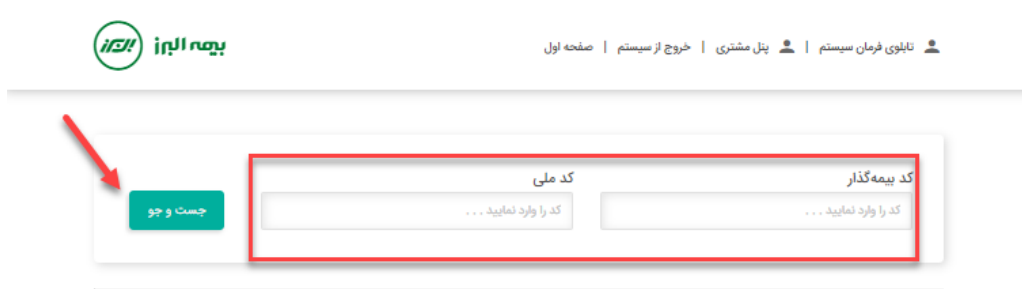 تابلوی فرمان سیستم | پنل مشتری | خروج از سیستم | صفحه اول
بیمه البرز
کد بیمه‌گذار
کد ملی
کد را وارد نمایید . . .
کد را وارد نمایید . . .
جست و جو